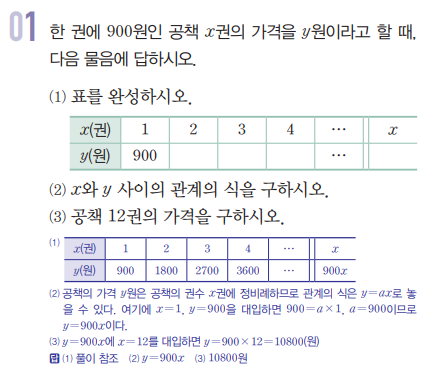 01 한 권에 900원인 공책 x권의 가격을 y원이라고 할 때,
다음 물음에 답하시오.
(1) 표를 완성하시오.
x(권) 1 2 3 4 ⋯ x
y(원) 900 ⋯
(2) x와 y 사이의 관계의 식을 구하시오.
(3) 공책 12권의 가격을 구하시오.
(1)
x(권) 1 2 3 4 ⋯ x
y(원) 900 1800 2700 3600 ⋯ 900x
(2) 공책의 가격 y원은 공책의 권수 x권에 정비례하므로 관계의 식은 y=ax로 놓
을 수 있다. 여기에 x=1, y=900을 대입하면 900=a×1, a=900이므로
y=900x이다.
(3) y=900x에 x=12를 대입하면 y=900×12=10800(원)
답 (1) 풀이 참조 (2) y=900x (3) 10800원